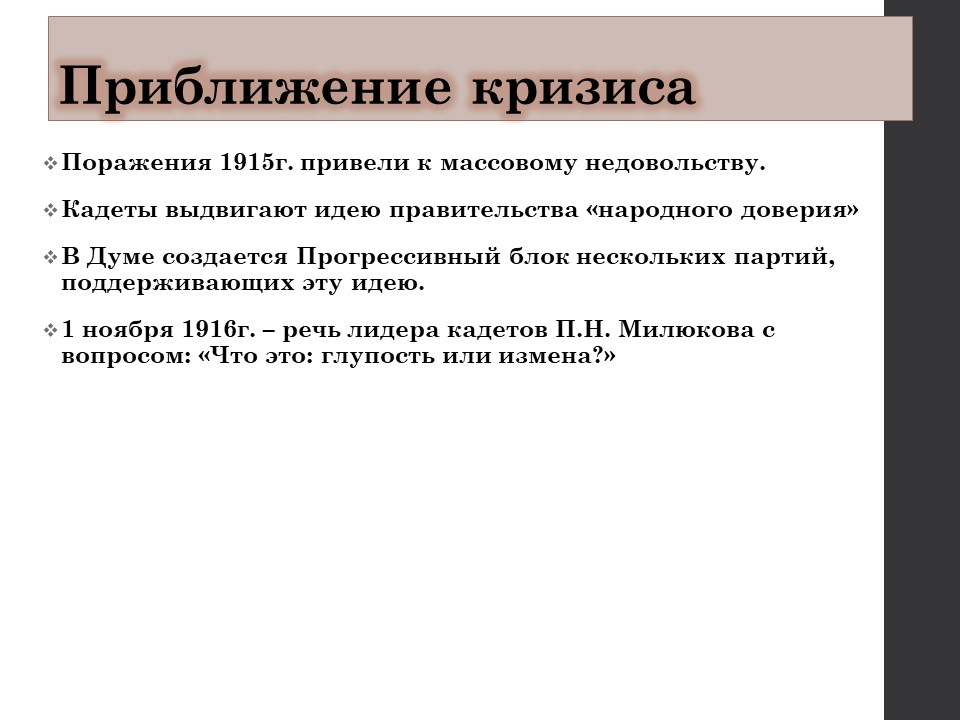 Приближение кризиса
Поражения 1915г. привели к массовому недовольству.
Кадеты выдвигают идею правительства «народного доверия»
В Думе создается Прогрессивный блок нескольких партий,
поддерживающих эту идею.
1 ноября 1916г. – речь лидера кадетов П.Н. Милюкова с
вопросом: «Что это: глупость или измена?»